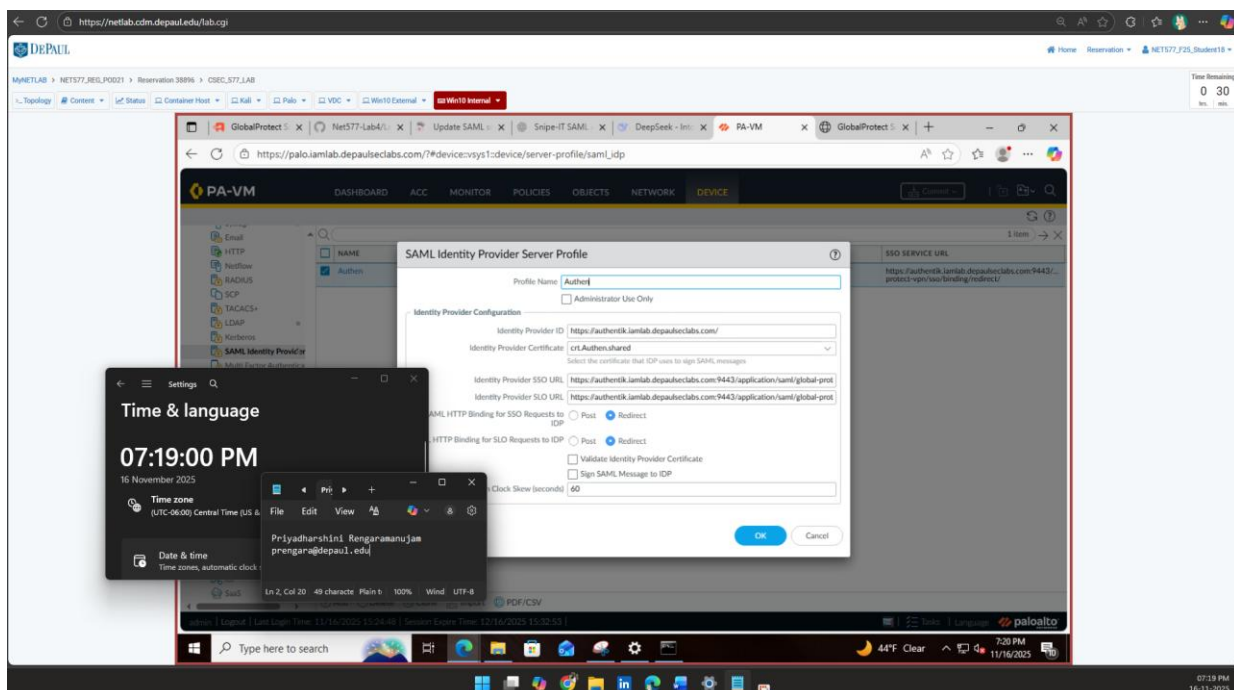 https://netlab.cdm.depaul.edu/lab.cgi
DEPAUL
Home Reservation NET577_F25_Student18
MyNETLAB > NET577_REG_POD21 > Reservation 38896 > CSEC_577_LAB
Time Remaining
0 30
hrs. min.
Topology Content Status Container Host Kali Palo VDC Win10 External Win10 Internal
GlobalProtect S Net577-Lab4/L Update SAML s Snipe-IT SAML DeepSeek - Int PA-VM GlobalProtect S
https://palo.iamlab.depaulseclabs.com/?#device::vsys1::device/server-profile/saml_idp
PA-VM DASHBOARD ACC MONITOR POLICIES OBJECTS NETWORK DEVICE Commit
Email
HTTP
Netflow
RADIUS
SCP
TACACS+
LDAP
Kerberos
SAML Identity Provider
Multi Factor Authentica
SaaS
1 item
NAME
SSO SERVICE URL
Authen
https://authentik.iamlab.depaulseclabs.com:9443/...
protect-vpn/sso/binding/redirect/
SAML Identity Provider Server Profile
Profile Name Authen
Administrator Use Only
Identity Provider Configuration
Identity Provider ID https://authentik.iamlab.depaulseclabs.com/
Identity Provider Certificate crt.Authen.shared
Select the certificate that IDP uses to sign SAML messages
Identity Provider SSO URL https://authentik.iamlab.depaulseclabs.com:9443/application/saml/global-prot
Identity Provider SLO URL https://authentik.iamlab.depaulseclabs.com:9443/application/saml/global-prot
AML HTTP Binding for SSO Requests to IDP Post Redirect
HTTP Binding for SLO Requests to IDP Post Redirect
Validate Identity Provider Certificate
Sign SAML Message to IDP
Clock Skew (seconds) 60
OK Cancel
Settings
Time & language
07:19:00 PM
16 November 2025
Time zone
(UTC-06:00) Central Time (US &
Date & time
Time zones, automatic clock s
Pri
File Edit View
Priyadharshini Rengaramanujam
prengara@depaul.edu
Ln 2, Col 20 49 characte Plain t 100% Wind UTF-8
PDF/CSV
admin | Logout | Last Login Time: 11/16/2025 15:24:48 | Session Expire Time: 12/16/2025 15:32:53 |
Tasks | Language paloalto
Type here to search
44°F Clear
7:20 PM
11/16/2025
07:19 PM
16-11-2025